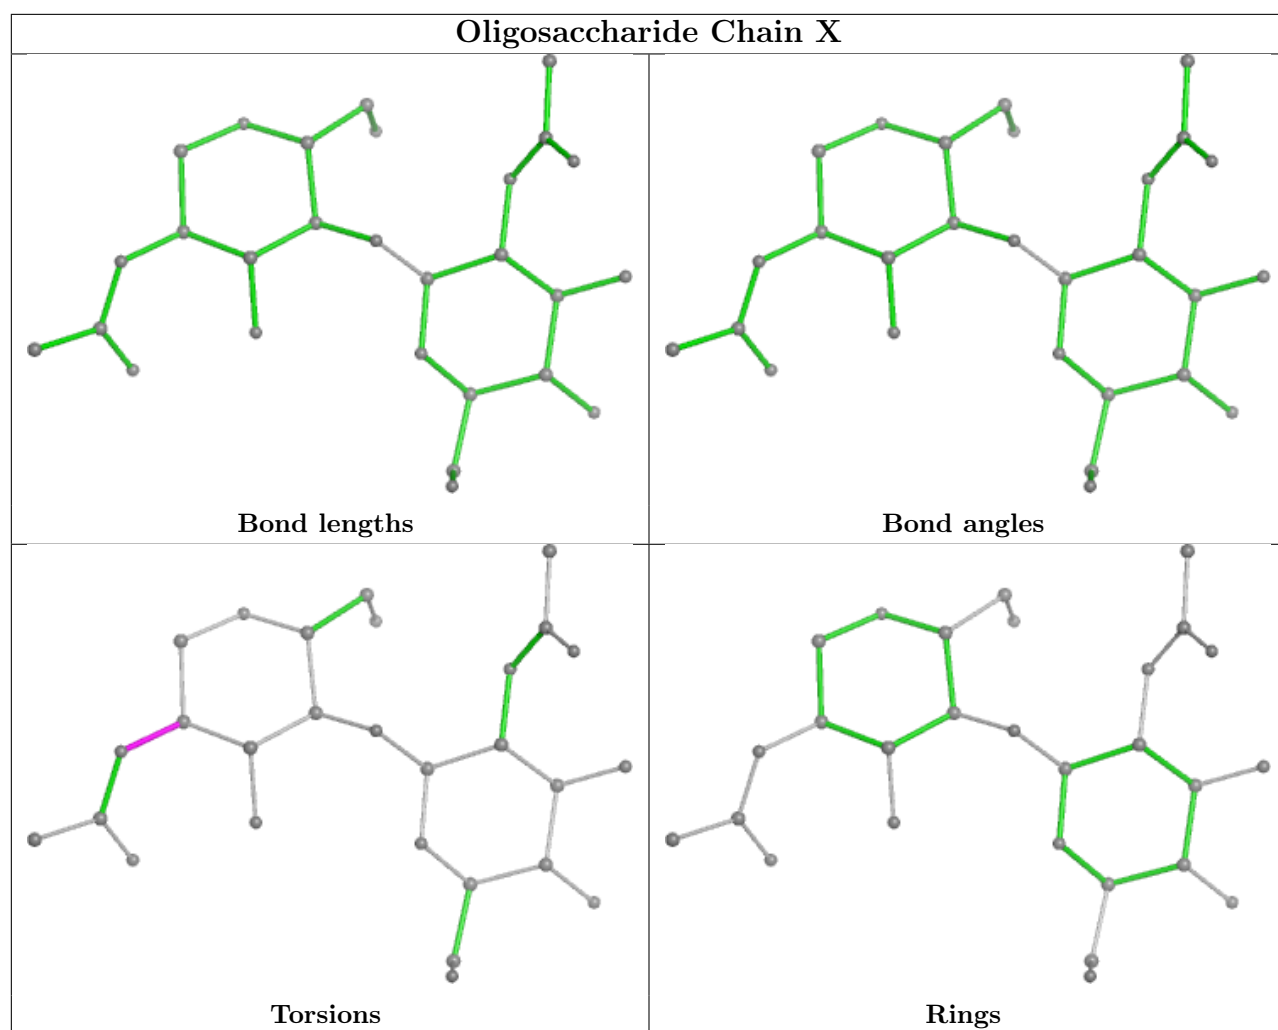 Oligosaccharide Chain X
Bond lengths
Bond angles
Torsions
Rings